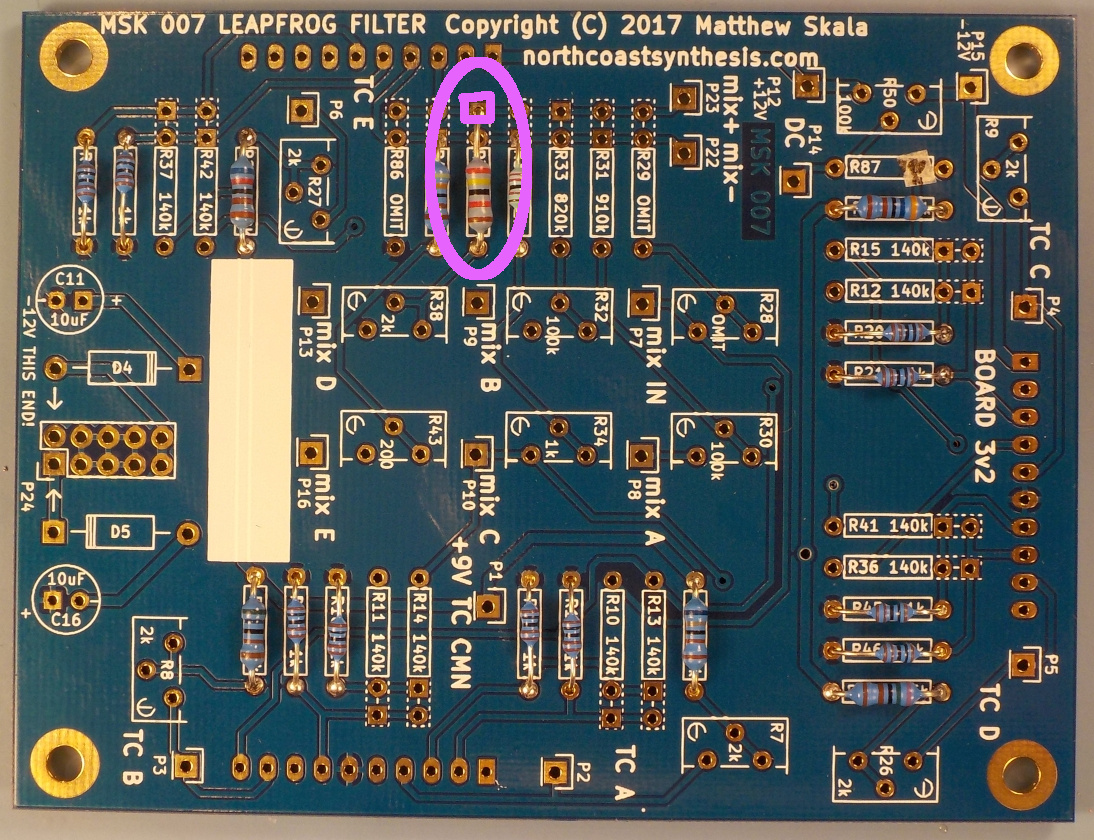 MSK 007 LEAPFROG FILTER Copyright (C) 2017 Matthew Skala
northcoastsynthesis.com
-12V
P15
TC E
P6
P23
mix+ mix-
P22
P12
+12V
MSK 007
DC
P14
R50
100k
R9
2k
R87
R37 140k
R42 140k
2k
R27
R86 OMIT
R33 820k
R31 910k
R29 OMIT
R15 140k
R12 140k
TC C
P4
C11
+
10uF
-12V THIS END!
D4
P13
mix D
R38
2k
P9
mix B
R32
100k
P7
mix IN
R28
OMIT
BOARD 3v2
P24
D5
P16
mix E
R43
200
P10
mix C
R34
1k
P8
mix A
R30
100k
R41 140k
R36 140k
10uF
+
C16
2k
R8
R11 140k
R14 140k
+9V TC CMN
P1
R10 140k
R13 140k
P5
TC D
TC B
P3
P2
TC A
R7
2k
R26
2k